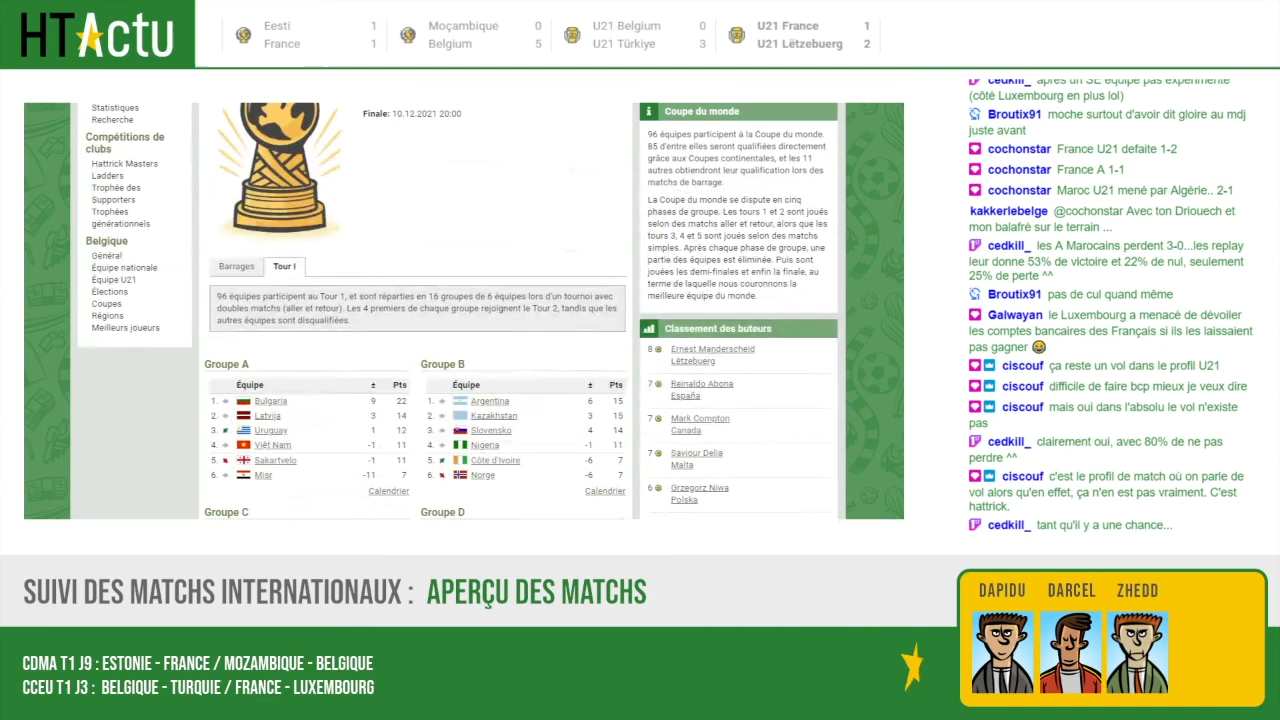 HTActu
Eesti 1
France 1
Moçambique 0
Belgium 5
U21 Belgium 0
U21 Türkiye 3
U21 France 1
U21 Lëtzebuerg 2
Statistiques
Recherche
Compétitions de
clubs
Hattrick Masters
Ladders
Trophée des
Supporters
Trophées
générationnels
Belgique
Général
Équipe nationale
Équipe U21
Élections
Coupes
Régions
Meilleurs joueurs
Finale: 10.12.2021 20:00
Barrages Tour I
96 équipes participent au Tour 1, et sont réparties en 16 groupes de 6 équipes lors d'un tournoi avec
doubles matchs (aller et retour). Les 4 premiers de chaque groupe rejoignent le Tour 2, tandis que les
autres équipes sont disqualifiées.
Groupe A
Équipe ± Pts
1. Bulgaria 9 22
2. Latvija 3 14
3. Uruguay 1 12
4. Việt Nam -1 11
5. Sakartvelo -1 11
6. Misr -11 7
Calendrier
Groupe B
Équipe ± Pts
1. Argentina 6 15
2. Kazakhstan 3 15
3. Slovensko 4 14
4. Nigeria -1 11
5. Côte d'Ivoire -6 7
6. Norge -6 7
Calendrier
Groupe C
Groupe D
Coupe du monde
96 équipes participent à la Coupe du monde.
85 d'entre elles seront qualifiées directement
grâce aux Coupes continentales, et les 11
autres obtiendront leur qualification lors des
matchs de barrage.
La Coupe du monde se dispute en cinq
phases de groupe. Les tours 1 et 2 sont joués
selon des matchs aller et retour, alors que les
tours 3, 4 et 5 sont joués selon des matchs
simples. Après chaque phase de groupe, une
partie des équipes est éliminée. Puis sont
jouées les demi-finales et enfin la finale, au
terme de laquelle nous couronnons la
meilleure équipe du monde.
Classement des buteurs
8 Ernest Manderscheid
Lëtzebuerg
7 Reinaldo Abona
España
7 Mark Compton
Canada
7 Saviour Delia
Malta
6 Grzegorz Niwa
Polska
cedkill_ après un SE équipe pas expérimenté
(côté Luxembourg en plus lol)
Broutix91 moche surtout d'avoir dit gloire au mdj
juste avant
cochonstar France U21 defaite 1-2
cochonstar France A 1-1
cochonstar Maroc U21 mené par Algérie.. 2-1
kakkerlebelge @cochonstar Avec ton Driouech et
mon balafré sur le terrain ...
cedkill_ les A Marocains perdent 3-0...les replay
leur donne 53% de victoire et 22% de nul, seulement
25% de perte ^^
Broutix91 pas de cul quand même
Galwayan le Luxembourg a menacé de dévoiler
les comptes bancaires des Français si ils les laissaient
pas gagner 😅
ciscouf ça reste un vol dans le profil U21
ciscouf difficile de faire bcp mieux je veux dire
ciscouf mais oui dans l'absolu le vol n'existe
pas
cedkill_ clairement oui, avec 80% de ne pas
perdre ^^
ciscouf c'est le profil de match où on parle de
vol alors qu'en effet, ça n'en est pas vraiment. C'est
hattrick.
cedkill_ tant qu'il y a une chance...
SUIVI DES MATCHS INTERNATIONAUX : APERÇU DES MATCHS
DAPIDU DARCEL ZHEDD
CDMA T1 J9 : ESTONIE - FRANCE / MOZAMBIQUE - BELGIQUE
CCEU T1 J3 : BELGIQUE - TURQUIE / FRANCE - LUXEMBOURG